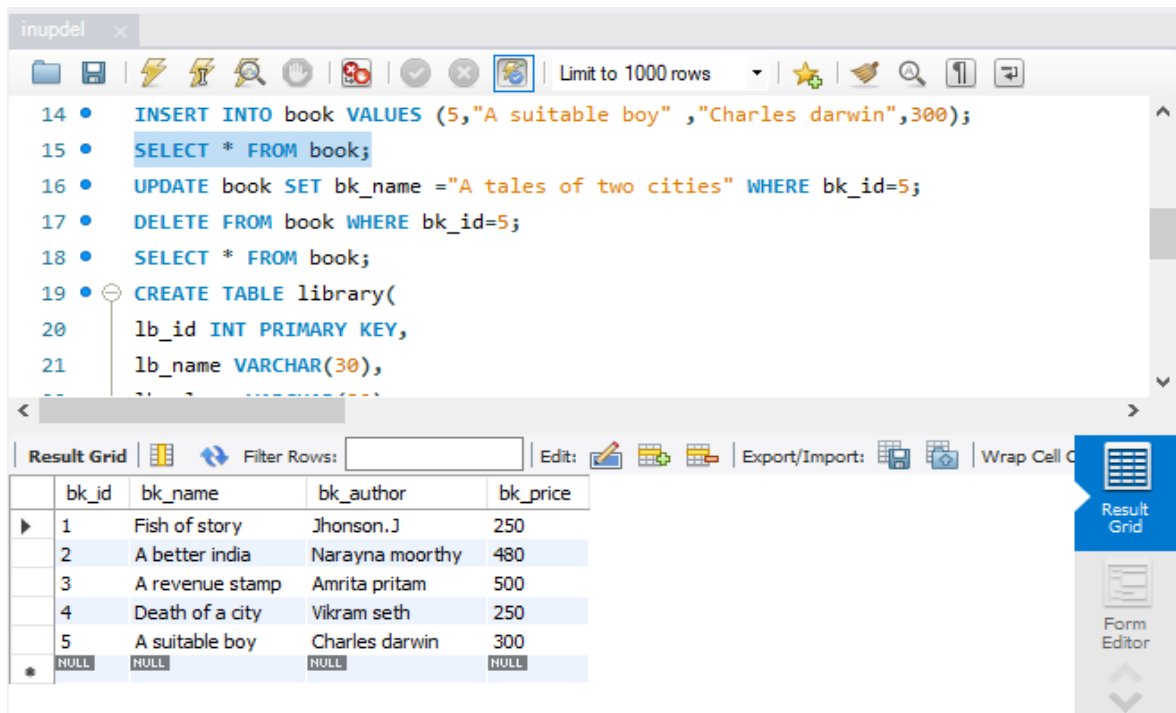 inupdel
Limit to 1000 rows
14 INSERT INTO book VALUES (5,"A suitable boy" ,"Charles darwin",300);
15 SELECT * FROM book;
16 UPDATE book SET bk_name ="A tales of two cities" WHERE bk_id=5;
17 DELETE FROM book WHERE bk_id=5;
18 SELECT * FROM book;
19 CREATE TABLE library(
20 lb_id INT PRIMARY KEY,
21 lb_name VARCHAR(30),
Result Grid Filter Rows: Edit: Export/Import: Wrap Cell C
bk_id bk_name bk_author bk_price
1 Fish of story Jhonson.J 250
2 A better india Narayna moorthy 480
3 A revenue stamp Amrita pritam 500
4 Death of a city Vikram seth 250
5 A suitable boy Charles darwin 300
NULL NULL NULL NULL
Result
Grid
Form
Editor